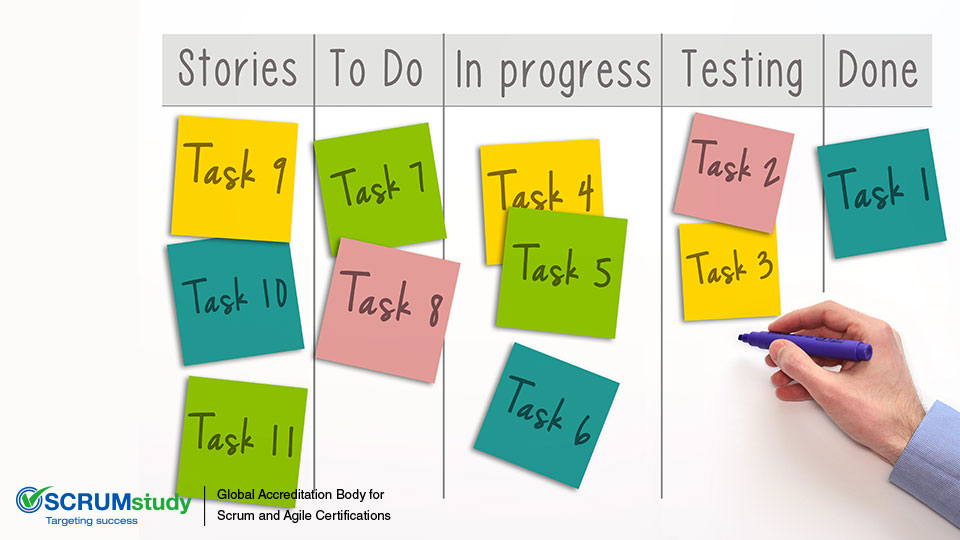 Stories To Do In progress Testing Done
Task 9
Task 10
Task 11
Task 7
Task 8
Task 4
Task 5
Task 6
Task 2
Task 3
Task 1
SCRUMstudy
Targeting success
Global Accreditation Body for
Scrum and Agile Certifications